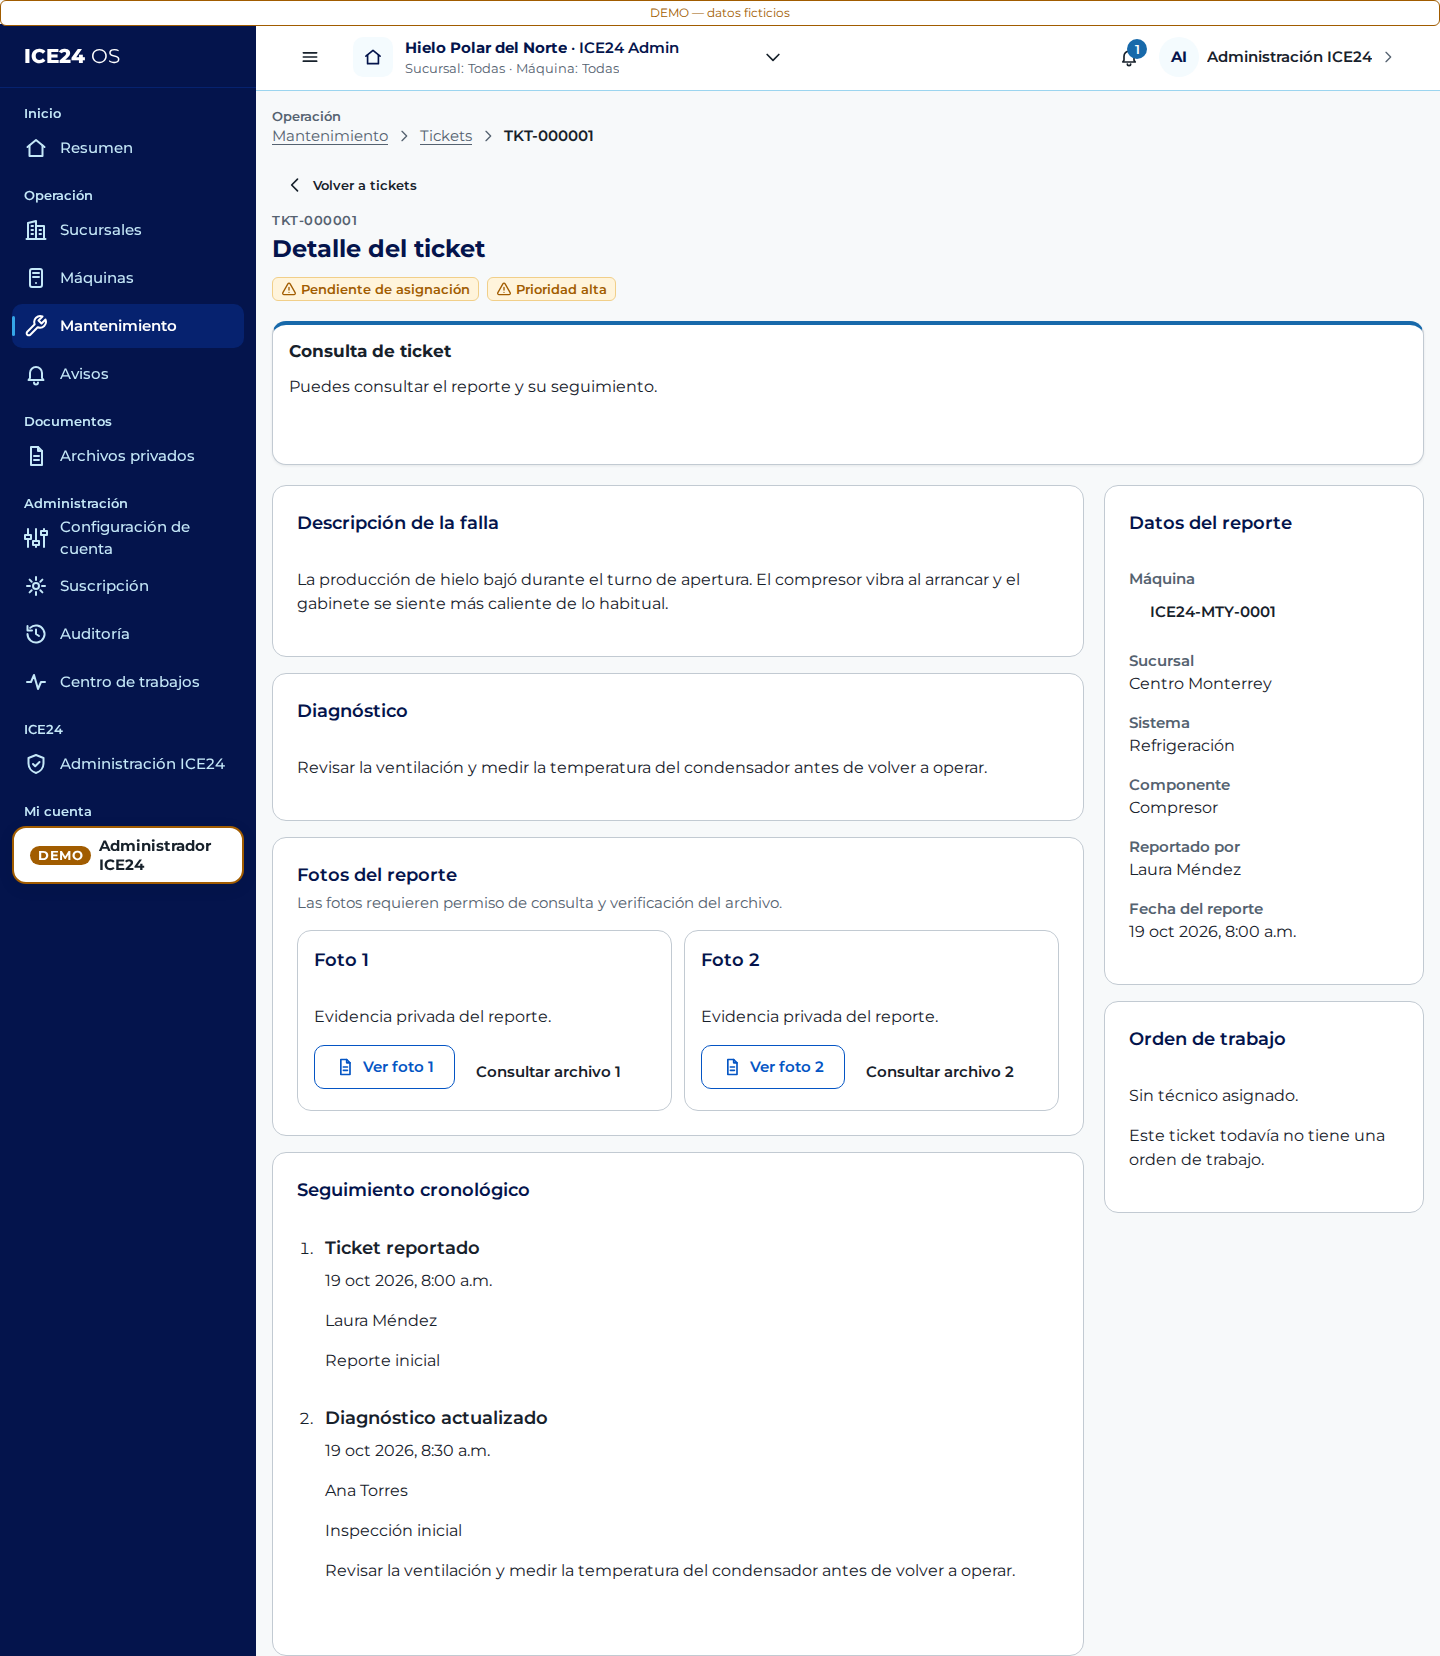 DEMO — datos ficticios
ICE24 OS
Inicio
Resumen
Operación
Sucursales
Máquinas
Mantenimiento
Avisos
Documentos
Archivos privados
Administración
Configuración de
cuenta
Suscripción
Auditoría
Centro de trabajos
ICE24
Administración ICE24
Mi cuenta
DEMO
Administrador
ICE24
Hielo Polar del Norte · ICE24 Admin
Sucursal: Todas · Máquina: Todas
1
AI
Administración ICE24
Operación
Mantenimiento
Tickets
TKT-000001
Volver a tickets
TKT-000001
Detalle del ticket
Pendiente de asignación
Prioridad alta
Consulta de ticket
Puedes consultar el reporte y su seguimiento.
Descripción de la falla
La producción de hielo bajó durante el turno de apertura. El compresor vibra al arrancar y el
gabinete se siente más caliente de lo habitual.
Diagnóstico
Revisar la ventilación y medir la temperatura del condensador antes de volver a operar.
Fotos del reporte
Las fotos requieren permiso de consulta y verificación del archivo.
Foto 1
Evidencia privada del reporte.
Ver foto 1
Consultar archivo 1
Foto 2
Evidencia privada del reporte.
Ver foto 2
Consultar archivo 2
Seguimiento cronológico
1. Ticket reportado
19 oct 2026, 8:00 a.m.
Laura Méndez
Reporte inicial
2. Diagnóstico actualizado
19 oct 2026, 8:30 a.m.
Ana Torres
Inspección inicial
Revisar la ventilación y medir la temperatura del condensador antes de volver a operar.
Datos del reporte
Máquina
ICE24-MTY-0001
Sucursal
Centro Monterrey
Sistema
Refrigeración
Componente
Compresor
Reportado por
Laura Méndez
Fecha del reporte
19 oct 2026, 8:00 a.m.
Orden de trabajo
Sin técnico asignado.
Este ticket todavía no tiene una
orden de trabajo.